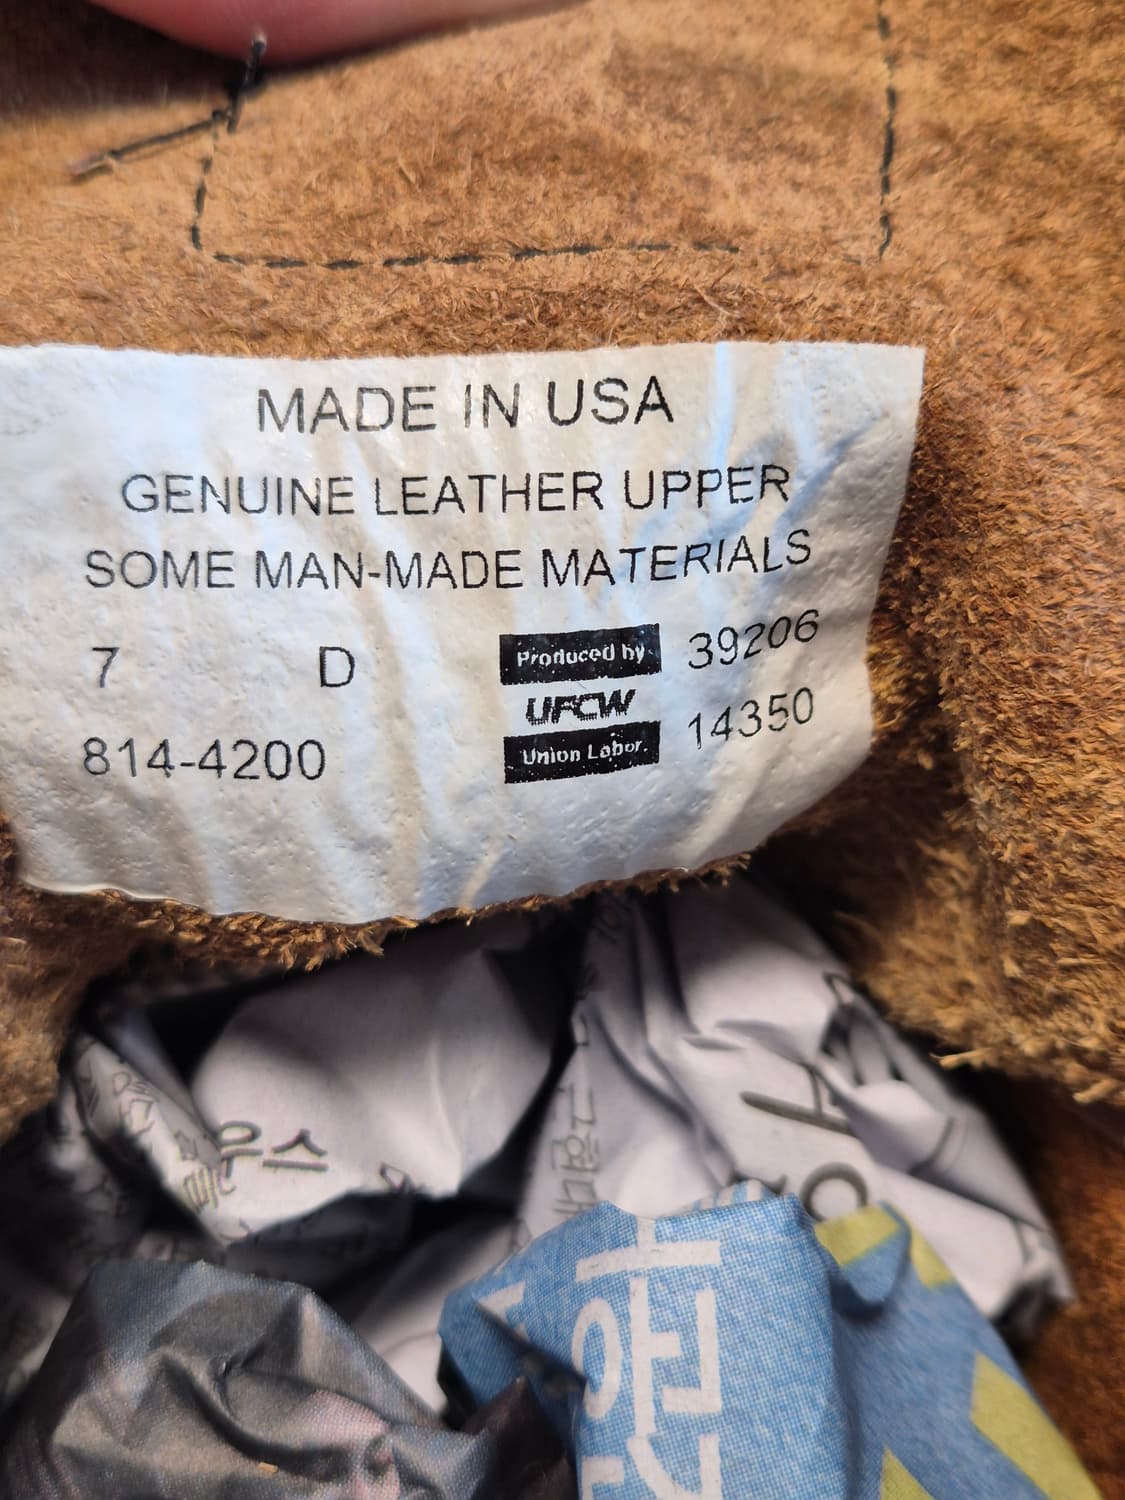 MADE IN USA
GENUINE LEATHER UPPER
SOME MAN-MADE MATERIALS
7 D
814-4200
Produced by
UFCW
Union Labor.
39206
14350